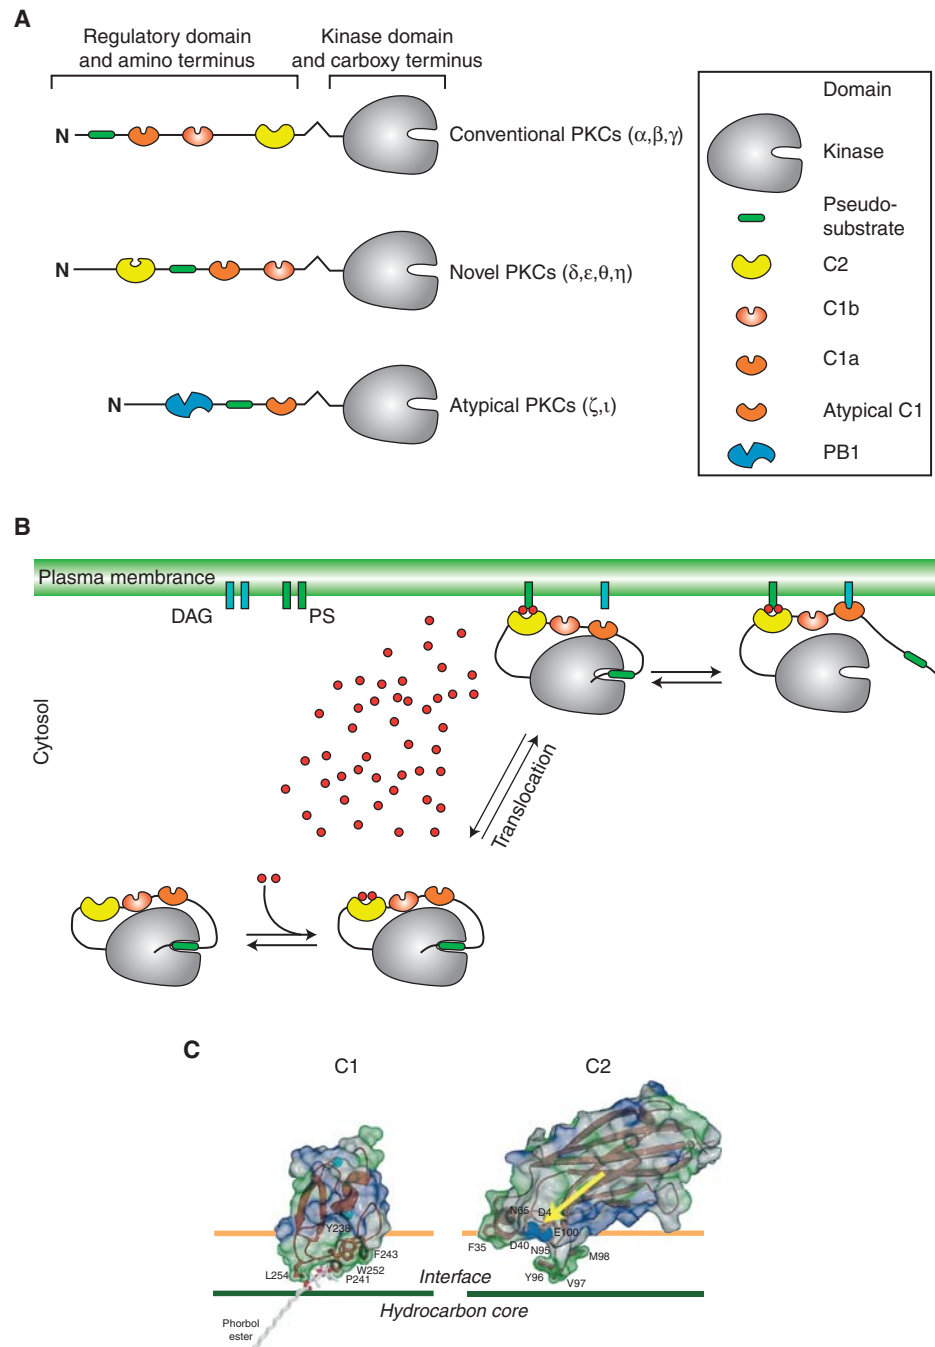 A
Regulatory domain
and amino terminus
Kinase domain
and carboxy terminus
N
Conventional PKCs (α,β,γ)
N
Novel PKCs (δ,ε,θ,η)
N
Atypical PKCs (ζ,ι)
Domain
Kinase
Pseudo-
substrate
C2
C1b
C1a
Atypical C1
PB1
B
Plasma membrance
DAG
PS
Cytosol
Translocation
C
C1
C2
Y238
F243
W252
P241
L254
Phorbol
ester
N65
D4
E100
D40
N95
F35
M98
Y96
V97
Interface
Hydrocarbon core